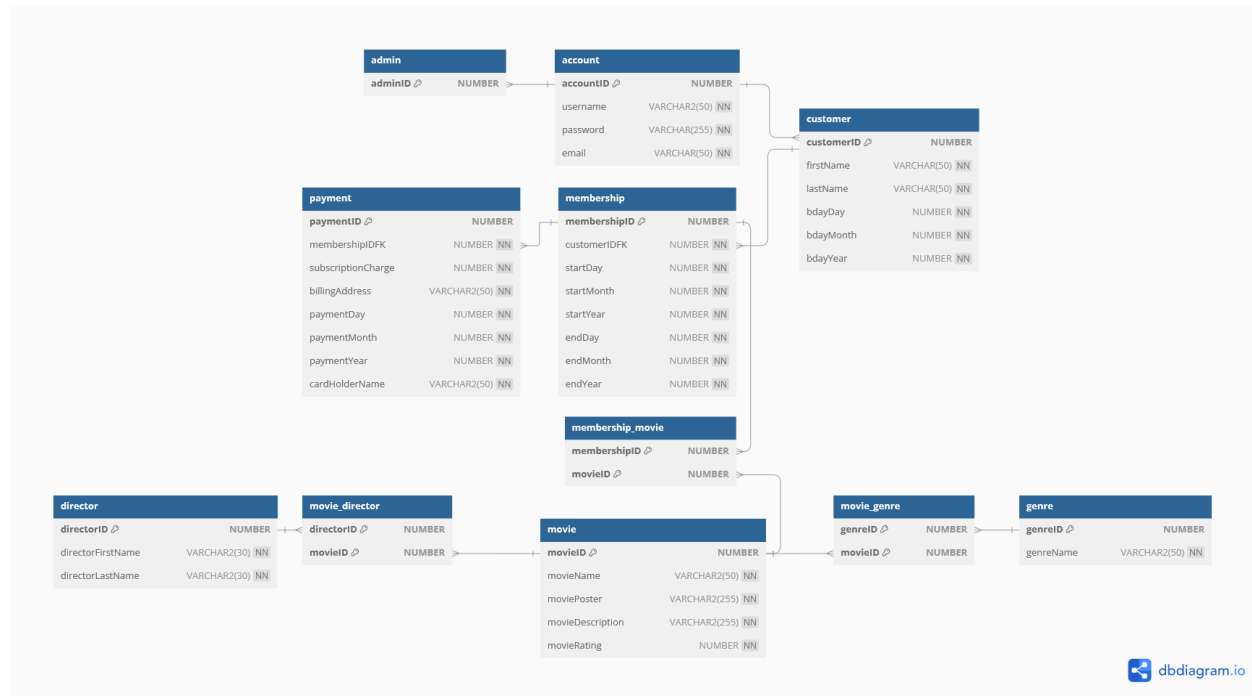 admin
adminID NUMBER
account
accountID NUMBER
username VARCHAR2(50) NN
password VARCHAR(255) NN
email VARCHAR(50) NN
customer
customerID NUMBER
firstName VARCHAR(50) NN
lastName VARCHAR(50) NN
bdayDay NUMBER NN
bdayMonth NUMBER NN
bdayYear NUMBER NN
payment
paymentID NUMBER
membershipIDFK NUMBER NN
subscriptionCharge NUMBER NN
billingAddress VARCHAR2(50) NN
paymentDay NUMBER NN
paymentMonth NUMBER NN
paymentYear NUMBER NN
cardHolderName VARCHAR2(50) NN
membership
membershipID NUMBER
customerIDFK NUMBER NN
startDay NUMBER NN
startMonth NUMBER NN
startYear NUMBER NN
endDay NUMBER NN
endMonth NUMBER NN
endYear NUMBER NN
membership_movie
membershipID NUMBER
movieID NUMBER
director
directorID NUMBER
directorFirstName VARCHAR2(30) NN
directorLastName VARCHAR2(30) NN
movie_director
directorID NUMBER
movieID NUMBER
movie
movieID NUMBER
movieName VARCHAR2(50) NN
moviePoster VARCHAR2(255) NN
movieDescription VARCHAR2(255) NN
movieRating NUMBER NN
movie_genre
genreID NUMBER
movieID NUMBER
genre
genreID NUMBER
genreName VARCHAR2(50) NN
dbdiagram.io